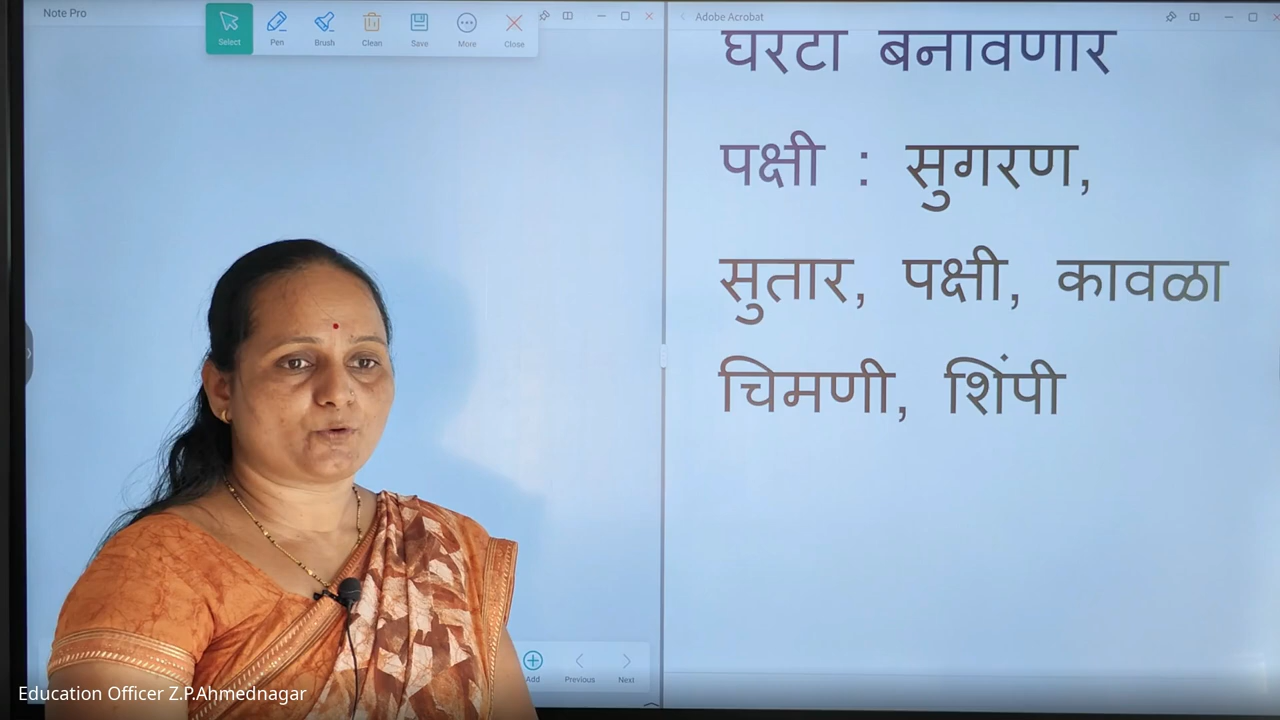 Note Pro
Select Pen Brush Clean Save More Close
Adobe Acrobat
घरटा बनावणार
पक्षी : सुगरण,
सुतार, पक्षी, कावळा
चिमणी, शिंपी
Add Previous Next
Education Officer Z.P.Ahmednagar